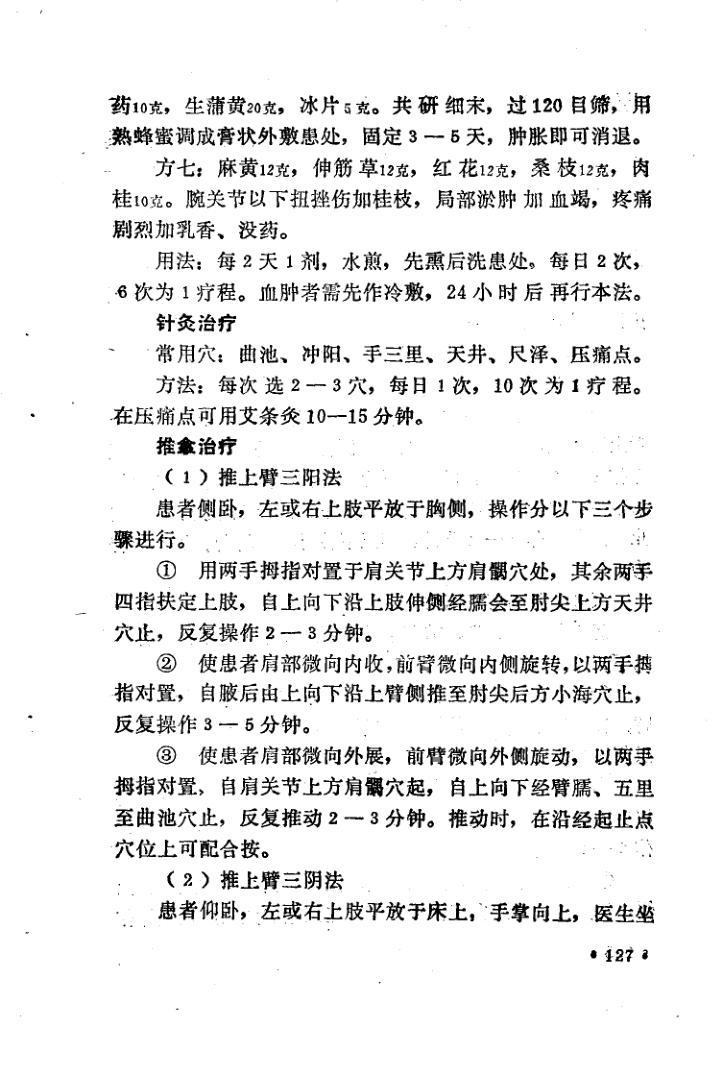 药10克，生蒲黄20克，冰片5克。共研细末，过120目筛，用
熟蜂蜜调成膏状外敷患处，固定3—5天，肿胀即可消退。
方七：麻黄12克，伸筋草12克，红花12克，桑枝12克，肉
桂10克。腕关节以下扭挫伤加桂枝，局部淤肿加血竭，疼痛
剧烈加乳香、没药。
用法：每2天1剂，水煎，先熏后洗患处。每日2次，
6次为1疗程。血肿者需先作冷敷，24小时后再行本法。
针灸治疗
常用穴：曲池、冲阳、手三里、天井、尺泽、压痛点。
方法：每次选2—3穴，每日1次，10次为1疗程。
在压痛点可用艾条灸10—15分钟。
推拿治疗
（1）推上臂三阳法
患者侧卧，左或右上肢平放于胸侧，操作分以下三个步
骤进行。
① 用两手拇指对置于肩关节上方肩髃穴处，其余两手
四指扶定上肢，自上向下沿上肢伸侧经臑会至肘尖上方天井
穴止，反复操作2—3分钟。
② 使患者肩部微向内收，前臂微向内侧旋转，以两手拇
指对置，自腋后由上向下沿上臂侧推至肘尖后方小海穴止，
反复操作3—5分钟。
③ 使患者肩部微向外展，前臂微向外侧旋动，以两手
拇指对置，自肩关节上方肩髃穴起，自上向下经臂臑、五里
至曲池穴止，反复推动2—3分钟。推动时，在沿经起止点
穴位上可配合按。
（2）推上臂三阴法
患者仰卧，左或右上肢平放于床上，手掌向上，医生坐
•127•